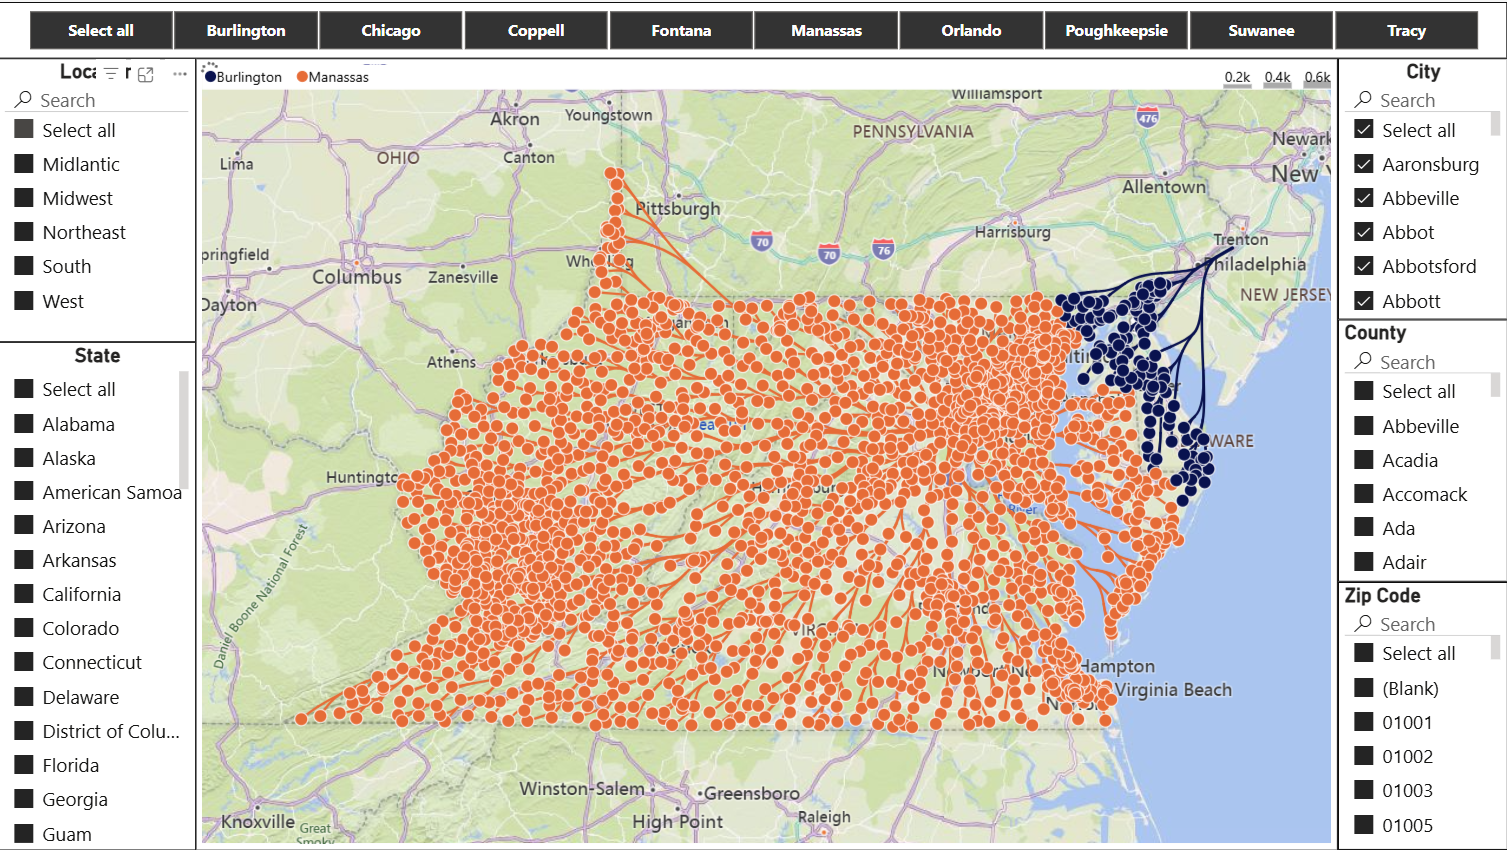 Select all
Burlington
Chicago
Coppell
Fontana
Manassas
Orlando
Poughkeepsie
Suwanee
Tracy
Search
Select all
Midlantic
Midwest
Northeast
South
West
State
Select all
Alabama
Alaska
American Samoa
Arizona
Arkansas
California
Colorado
Connecticut
Delaware
District of Colu...
Florida
Georgia
Guam
Burlington
Manassas
0.2k
0.4k
0.6k
Williamsport
Akron
Youngstown
476
PENNSYLVANIA
Newark
Lima
OHIO
Canton
New Y
Allentown
Pittsburgh
70
70
76
Harrisburg
Trenton
pringfield
Columbus
Zanesville
Philadelphia
Dayton
NEW JERSEY
Athens
Huntingto
WARE
River
Daniel Boone National Forest
VIRG
Hampton
Virginia Beach
Winston-Salem
Greensboro
Knoxville
High Point
Raleigh
Great
Smoky
City
Search
Select all
Aaronsburg
Abbeville
Abbot
Abbotsford
Abbott
County
Search
Select all
Abbeville
Acadia
Accomack
Ada
Adair
Zip Code
Search
Select all
(Blank)
01001
01002
01003
01005